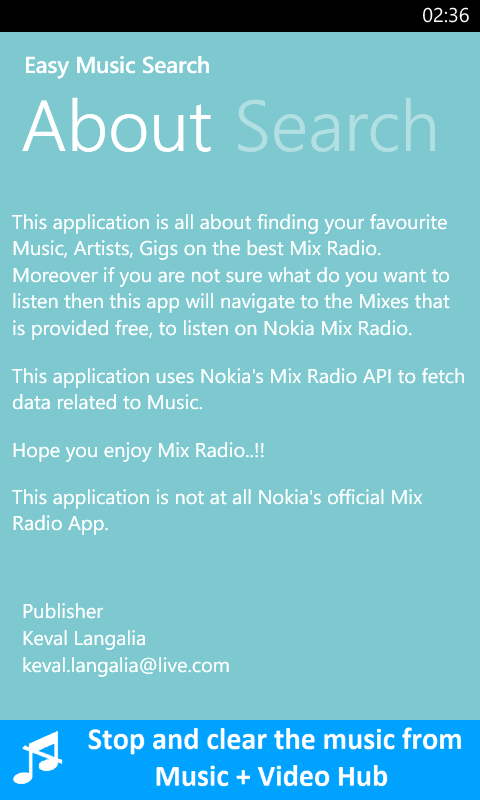 02:36
Easy Music Search
About Search
This application is all about finding your favourite
Music, Artists, Gigs on the best Mix Radio.
Moreover if you are not sure what do you want to
listen then this app will navigate to the Mixes that
is provided free, to listen on Nokia Mix Radio.
This application uses Nokia's Mix Radio API to fetch
data related to Music.
Hope you enjoy Mix Radio..!!
This application is not at all Nokia's official Mix
Radio App.
Publisher
Keval Langalia
keval.langalia@live.com
Stop and clear the music from
Music + Video Hub